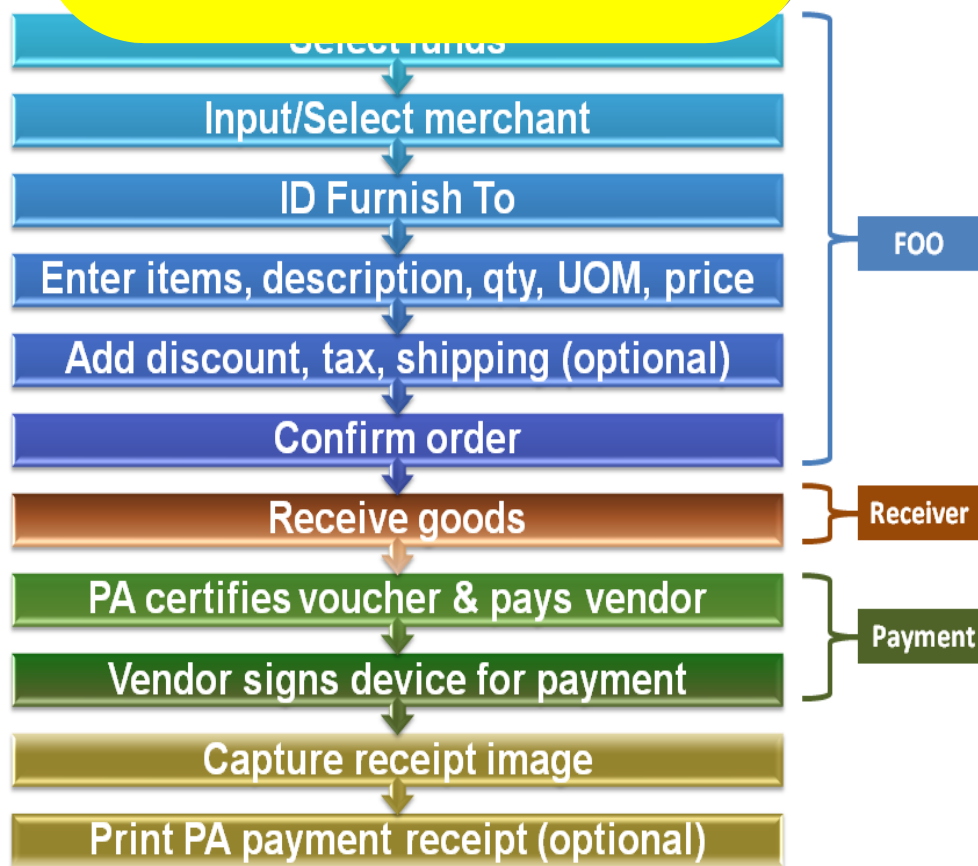 Select funds
Input/Select merchant
ID Furnish To
Enter items, description, qty, UOM, price
Add discount, tax, shipping (optional)
Confirm order
Receive goods
PA certifies voucher & pays vendor
Vendor signs device for payment
Capture receipt image
Print PA payment receipt (optional)
FOO
Receiver
Payment